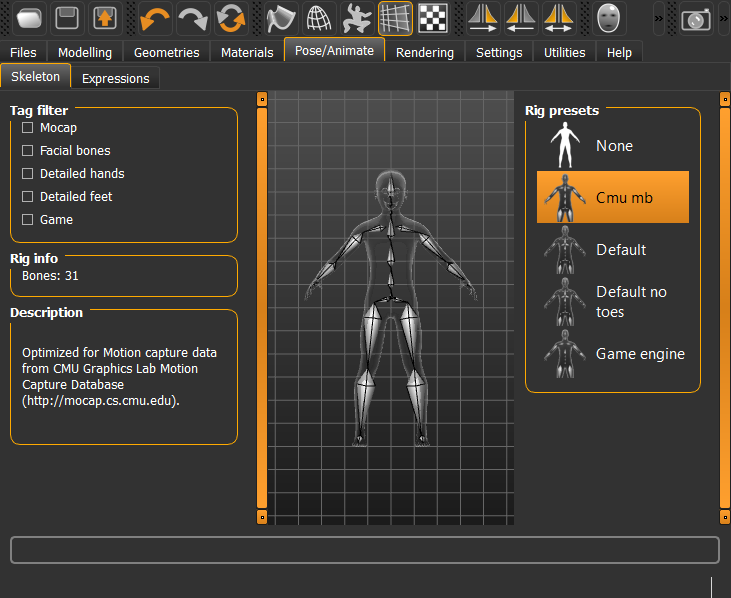 »
»
Files
Modelling
Geometries
Materials
Pose/Animate
Rendering
Settings
Utilities
Help
Skeleton
Expressions
Tag filter
Mocap
Facial bones
Detailed hands
Detailed feet
Game
Rig info
Bones: 31
Description
Optimized for Motion capture data
from CMU Graphics Lab Motion
Capture Database
(http://mocap.cs.cmu.edu).
Rig presets
None
Cmu mb
Default
Default no
toes
Game engine